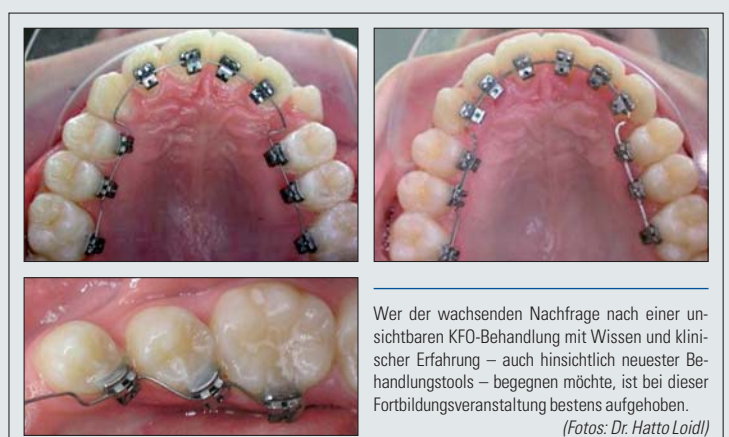 Wer der wachsenden Nachfrage nach einer un-
sichtbaren KFO-Behandlung mit Wissen und klini-
scher Erfahrung – auch hinsichtlich neuester Be-
handlungstools – begegnen möchte, ist bei dieser
Fortbildungsveranstaltung bestens aufgehoben.
(Fotos: Dr. Hatto Loidl)